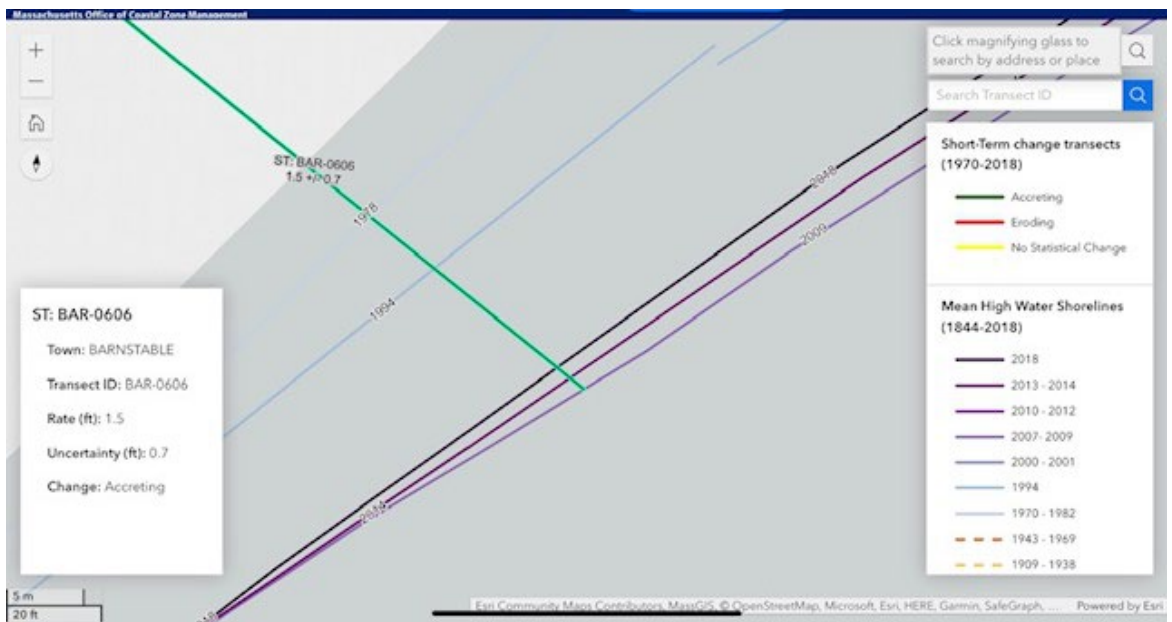 Massachusetts Office of Coastal Zone Management
Click magnifying glass to
search by address or place
Search Transect ID
ST: BAR-0606
1.5 +/- 0.7
1978
1994
2018
2009
2014
ST: BAR-0606
Town: BARNSTABLE
Transect ID: BAR-0606
Rate (ft): 1.5
Uncertainty (ft): 0.7
Change: Accreting
Short-Term change transects
(1970-2018)
Accreting
Eroding
No Statistical Change
Mean High Water Shorelines
(1844-2018)
2018
2013 - 2014
2010 - 2012
2007- 2009
2000 - 2001
1994
1970 - 1982
1943 - 1969
1909 - 1938
5 m
20 ft
Esri Community Maps Contributors, MassGIS, © OpenStreetMap, Microsoft, Esri, HERE, Garmin, SafeGraph, ... Powered by Esri